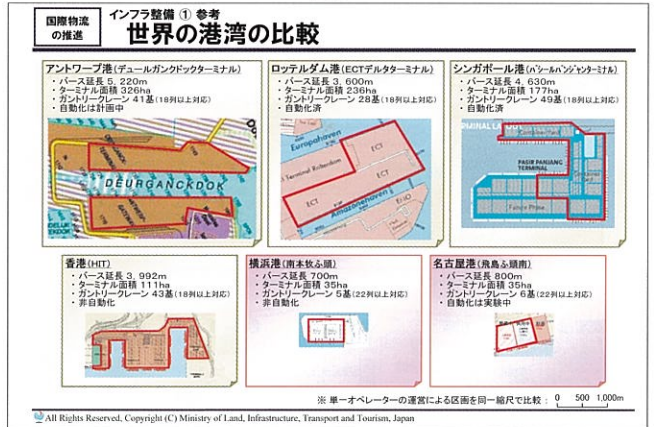 国際物流
の推進
インフラ整備 ① 参考
世界の港湾の比較
アントワープ港(デュールガンクドックターミナル)
・バース延長 5, 220m
・ターミナル面積 326ha
・ガントリークレーン 41基(18列以上対応)
・自動化は計画中
DEURGANCKDOK
ロッテルダム港(ECTデルタターミナル)
・バース延長 3, 600m
・ターミナル面積 236ha
・ガントリークレーン 28基(18列以上対応)
・自動化済
Europahaven
ECT
Terminal Rotterdam
ECT
ECT
Amazonehaven
シンガポール港(パシールパンジャンターミナル)
・バース延長 4, 630m
・ターミナル面積 177ha
・ガントリークレーン 49基(18列以上対応)
・自動化済
PASIR PANJANG
TERMINAL
香港(HIT)
・バース延長 3, 992m
・ターミナル面積 111ha
・ガントリークレーン 43基(18列以上対応)
・非自動化
横浜港(南本牧ふ頭)
・バース延長 700m
・ターミナル面積 35ha
・ガントリークレーン 5基(22列以上対応)
・非自動化
名古屋港(飛島ふ頭南)
・バース延長 800m
・ターミナル面積 35ha
・ガントリークレーン 6基(22列以上対応)
・自動化は実験中
※ 単一オペレーターの運営による区画を同一縮尺で比較 : 0 500 1,000m
All Rights Reserved, Copyright (C) Ministry of Land, Infrastructure, Transport and Tourism, Japan